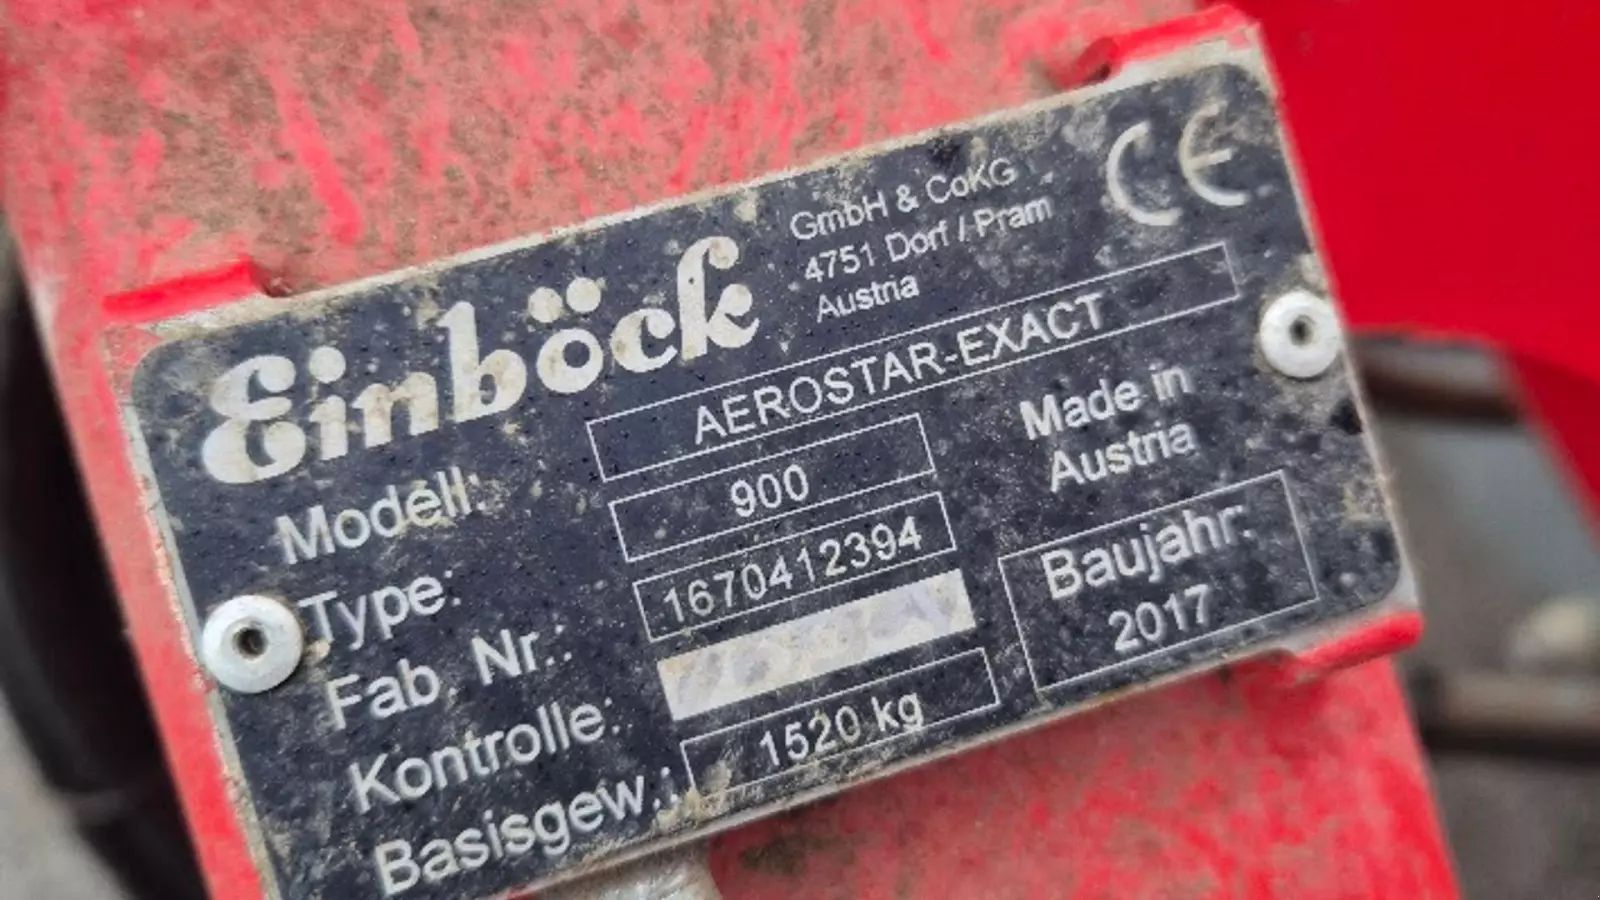 Einböck
GmbH & CoKG
4751 Dorf / Pram
Austria
CE
Modell: AEROSTAR-EXACT
Type: 900
Made in
Austria
Fab. Nr.: 1670412394
Kontrolle:
Baujahr:
2017
Basisgew.: 1520 kg